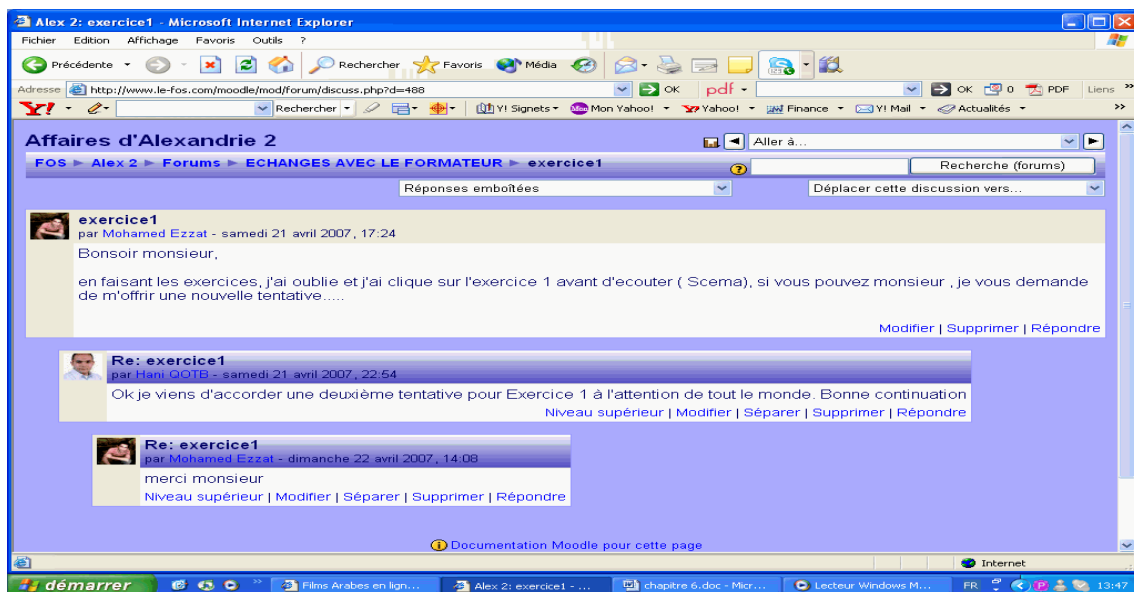 Alex 2: exercice1 - Microsoft Internet Explorer
Fichier Edition Affichage Favoris Outils ?
Précédente Rechercher Favoris Média
Adresse http://www.le-fos.com/moodle/mod/forum/discuss.php?d=488 OK pdf OK 0 PDF Liens »
Y! Rechercher Y! Signets Mon Yahoo! Yahoo! Finance Y! Mail Actualités »
Affaires d'Alexandrie 2 Aller à...
FOS ► Alex 2 ► Forums ► ECHANGES AVEC LE FORMATEUR ► exercice1 ? Recherche (forums)
Réponses emboîtées Déplacer cette discussion vers...
exercice1
par Mohamed Ezzat - samedi 21 avril 2007, 17:24
Bonsoir monsieur,
en faisant les exercices, j'ai oublie et j'ai clique sur l'exercice 1 avant d'ecouter ( Scema), si vous pouvez monsieur , je vous demande
de m'offrir une nouvelle tentative.....
Modifier | Supprimer | Répondre
Re: exercice1
par Hani QOTB - samedi 21 avril 2007, 22:54
Ok je viens d'accorder une deuxième tentative pour Exercice 1 à l'attention de tout le monde. Bonne continuation
Niveau supérieur | Modifier | Séparer | Supprimer | Répondre
Re: exercice1
par Mohamed Ezzat - dimanche 22 avril 2007, 14:08
merci monsieur
Niveau supérieur | Modifier | Séparer | Supprimer | Répondre
Documentation Moodle pour cette page
Internet
démarrer » Films Arabes en lign... Alex 2: exercice1 - ... chapitre 6.doc - Micr... Lecteur Windows M... FR 13:47